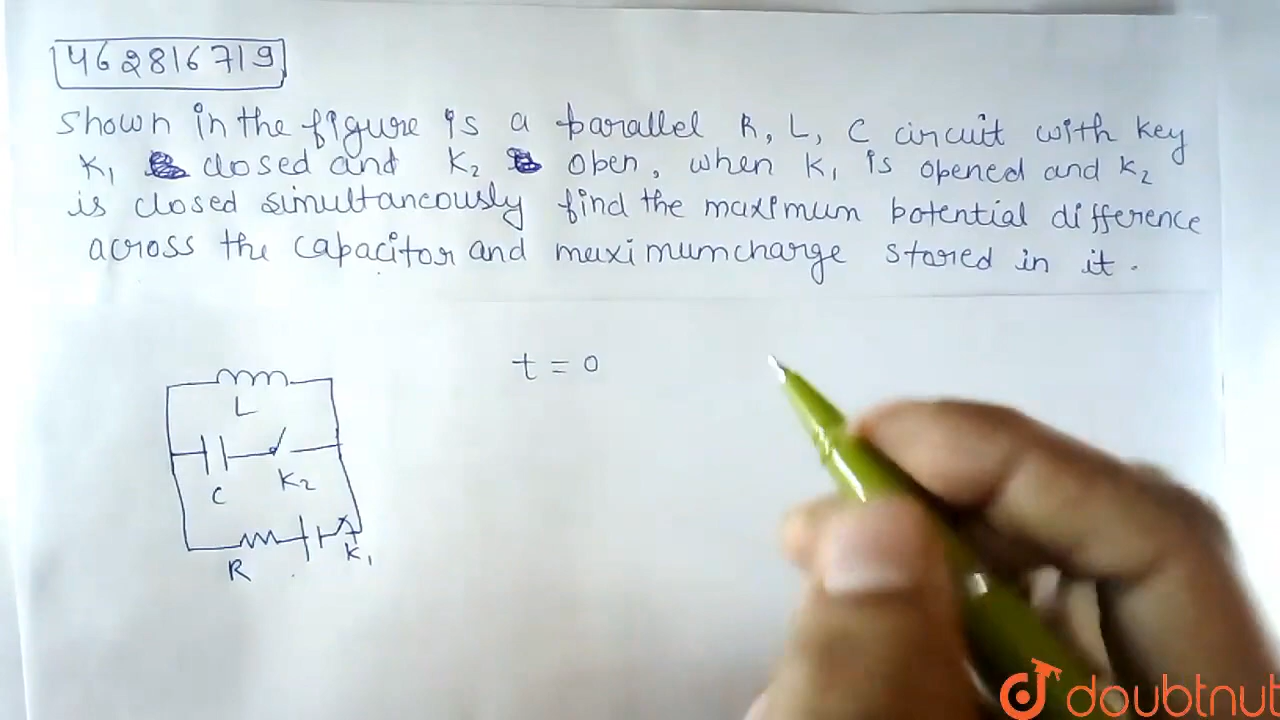 462816719
shown in the figure is a parallel R, L, C circuit with key
K1 closed and K2 open, when K1 is opened and K2
is closed simultaneously find the maximum potential difference
across the capacitor and maximum charge stored in it.
t = 0
L
C K2
R K1
doubtnut